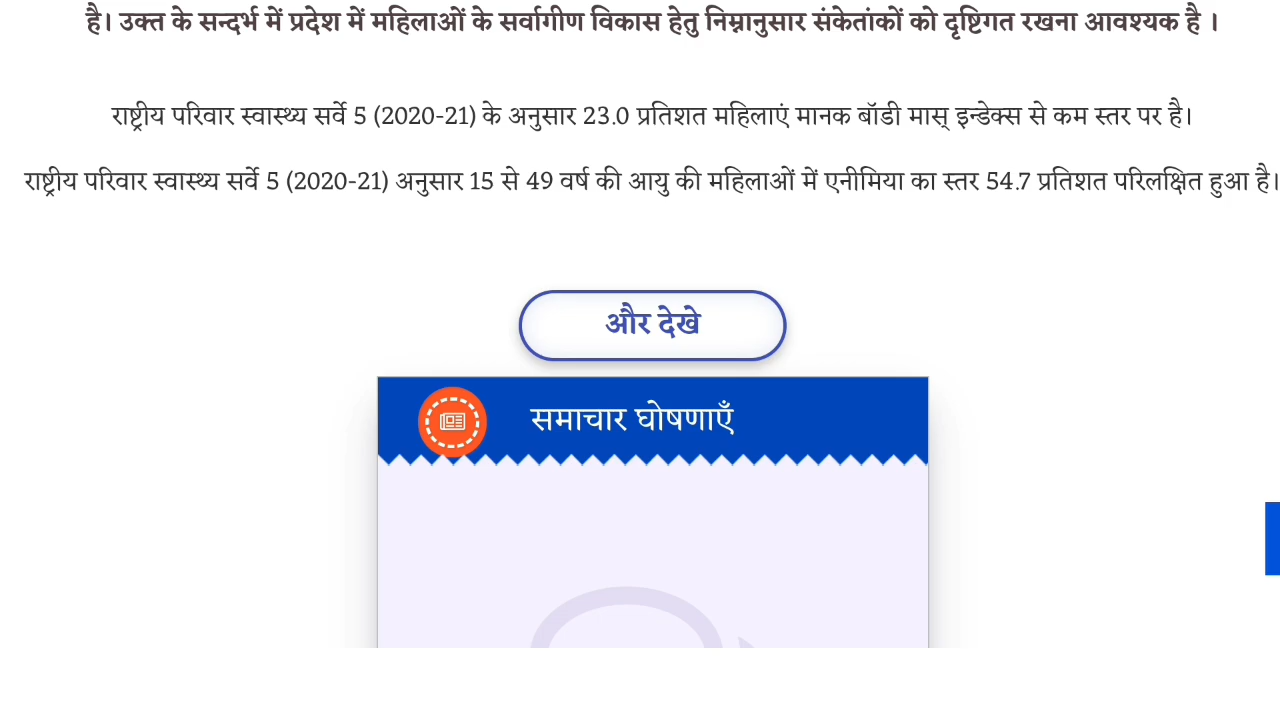 है। उक्त के सन्दर्भ में प्रदेश में महिलाओं के सर्वागीण विकास हेतु निम्नानुसार संकेतांकों को दृष्टिगत रखना आवश्यक है ।
राष्ट्रीय परिवार स्वास्थ्य सर्वे 5 (2020-21) के अनुसार 23.0 प्रतिशत महिलाएं मानक बॉडी मास् इन्डेक्स से कम स्तर पर है।
राष्ट्रीय परिवार स्वास्थ्य सर्वे 5 (2020-21) अनुसार 15 से 49 वर्ष की आयु की महिलाओं में एनीमिया का स्तर 54.7 प्रतिशत परिलक्षित हुआ है।
और देखे
समाचार घोषणाएँ